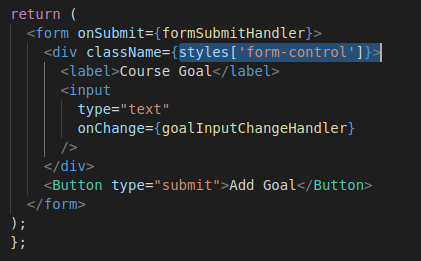 return (
<form onSubmit={formSubmitHandler}>
<div className={styles['form-control']}>
<label>Course Goal</label>
<input
type="text"
onChange={goalInputChangeHandler}
/>
</div>
<Button type="submit">Add Goal</Button>
</form>
);
};